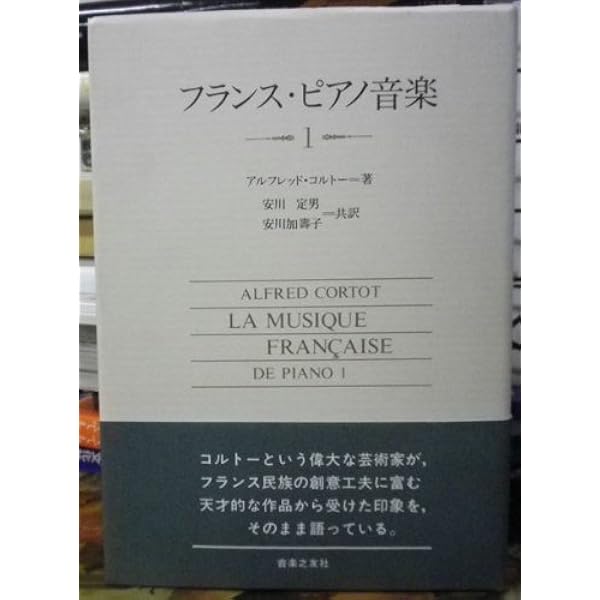 フランス・ピアノ音楽
1
アルフレッド・コルトー=著
安川 定男
安川加壽子=共訳
ALFRED CORTOT
LA MUSIQUE
FRANÇAISE
DE PIANO 1
コルトーという偉大な芸術家が,
フランス民族の創意工夫に富む
天才的な作品から受けた印象を,
そのまま語っている。
音楽之友社